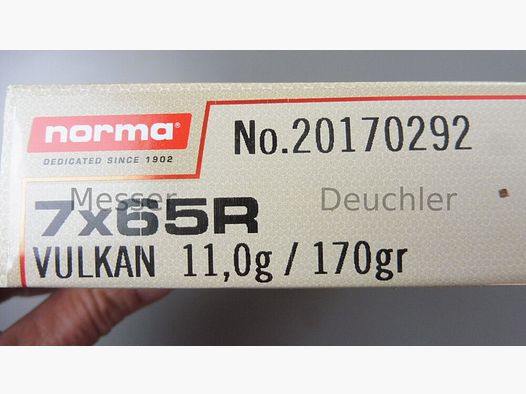 norma®
DEDICATED SINCE 1902
No.20170292
Messer Deuchler
7x65R
VULKAN 11,0g / 170gr